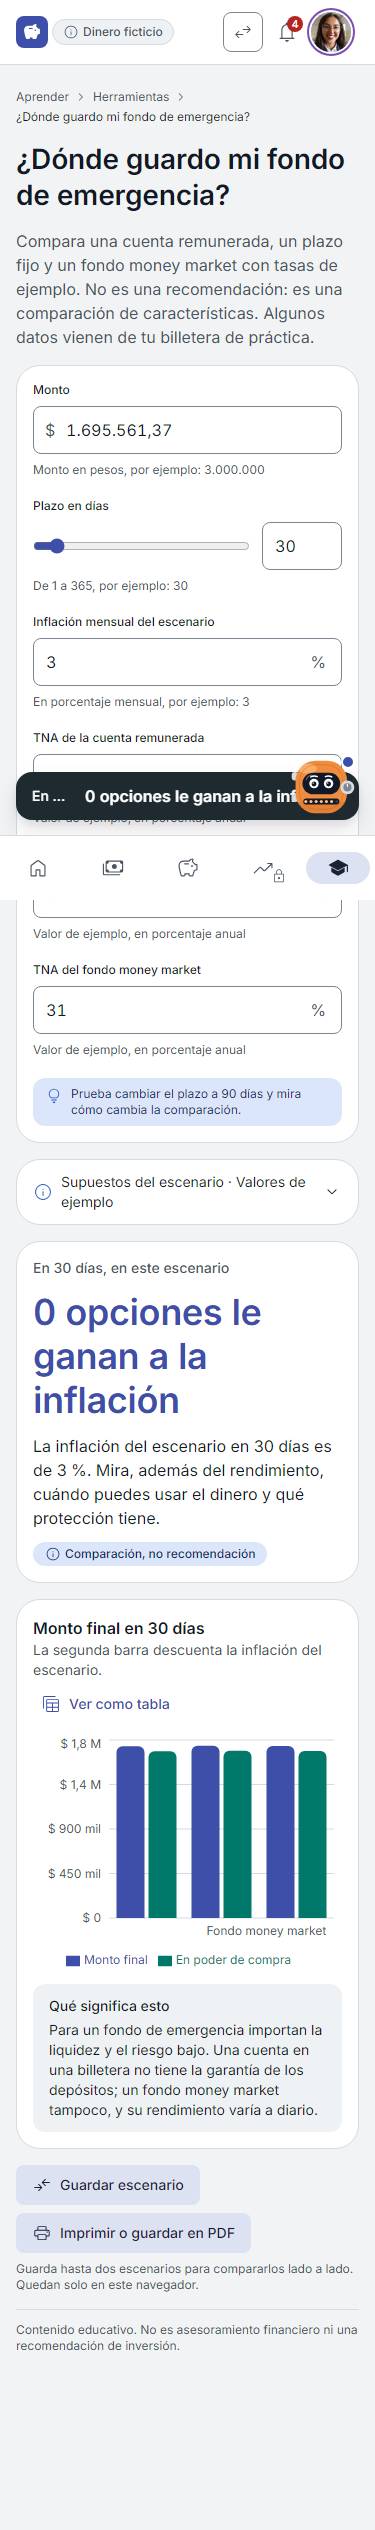 Dinero ficticio
4
Aprender > Herramientas >
¿Dónde guardo mi fondo de emergencia?
¿Dónde guardo mi fondo
de emergencia?
Compara una cuenta remunerada, un plazo
fijo y un fondo money market con tasas de
ejemplo. No es una recomendación: es una
comparación de características. Algunos
datos vienen de tu billetera de práctica.
Monto
$ 1.695.561,37
Monto en pesos, por ejemplo: 3.000.000
Plazo en días
30
De 1 a 365, por ejemplo: 30
Inflación mensual del escenario
3 %
En porcentaje mensual, por ejemplo: 3
TNA de la cuenta remunerada
En ... 0 opciones le ganan a la inf
Valor de ejemplo, en porcentaje anual
Valor de ejemplo, en porcentaje anual
TNA del fondo money market
31 %
Valor de ejemplo, en porcentaje anual
Prueba cambiar el plazo a 90 días y mira
cómo cambia la comparación.
Supuestos del escenario · Valores de
ejemplo
En 30 días, en este escenario
0 opciones le
ganan a la
inflación
La inflación del escenario en 30 días es
de 3 %. Mira, además del rendimiento,
cuándo puedes usar el dinero y qué
protección tiene.
Comparación, no recomendación
Monto final en 30 días
La segunda barra descuenta la inflación del
escenario.
Ver como tabla
$ 1,8 M
$ 1,4 M
$ 900 mil
$ 450 mil
$ 0
Fondo money market
Monto final En poder de compra
Qué significa esto
Para un fondo de emergencia importan la
liquidez y el riesgo bajo. Una cuenta en
una billetera no tiene la garantía de los
depósitos; un fondo money market
tampoco, y su rendimiento varía a diario.
Guardar escenario
Imprimir o guardar en PDF
Guarda hasta dos escenarios para compararlos lado a lado.
Quedan solo en este navegador.
Contenido educativo. No es asesoramiento financiero ni una
recomendación de inversión.